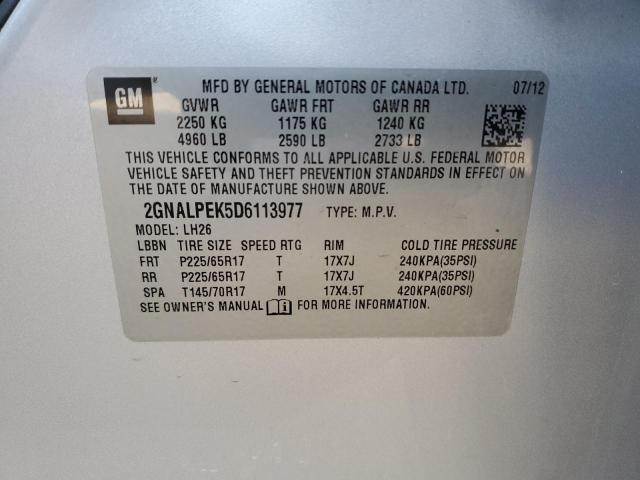 GM
MFD BY GENERAL MOTORS OF CANADA LTD. 07/12
GVWR GAWR FRT GAWR RR
2250 KG 1175 KG 1240 KG
4960 LB 2590 LB 2733 LB
THIS VEHICLE CONFORMS TO ALL APPLICABLE U.S. FEDERAL MOTOR
VEHICLE SAFETY AND THEFT PREVENTION STANDARDS IN EFFECT ON
THE DATE OF MANUFACTURE SHOWN ABOVE.
2GNALPEK5D6113977 TYPE: M.P.V.
MODEL: LH26
LBBN TIRE SIZE SPEED RTG RIM COLD TIRE PRESSURE
FRT P225/65R17 T 17X7J 240KPA(35PSI)
RR P225/65R17 T 17X7J 240KPA(35PSI)
SPA T145/70R17 M 17X4.5T 420KPA(60PSI)
SEE OWNER'S MANUAL FOR MORE INFORMATION.